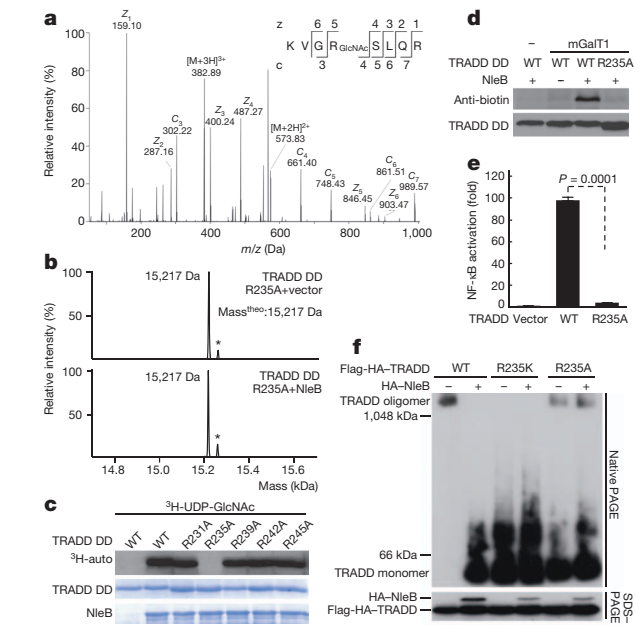 a
100
80
60
40
20
0
Relative intensity (%)
200 400 600 800 1,000
m/z (Da)
Z1
159.10
Z2
287.16
C3
302.22
[M+3H]3+
382.89
Z3
400.24
Z4
487.27
[M+2H]2+
573.83
C4
661.40
C5
748.43
Z5
846.45
C6
861.51
Z6
903.47
C7
989.57
z 6 5 4 3 2 1
K V G R GlcNAc S L Q R
c 3 4 5 6 7
b
100
50
15,217 Da
TRADD DD
R235A+vector
Masstheo:15,217 Da
*
100
50
15,217 Da
TRADD DD
R235A+NleB
*
Relative intensity (%)
14.8 15.0 15.2 15.4 15.6
Mass (kDa)
c
3H-UDP-GlcNAc
TRADD DD WT WT R231A R235A R239A R242A R245A
3H-auto
TRADD DD
NleB
d
– mGalT1
TRADD DD WT WT WT R235A
NleB + – + +
Anti-biotin
TRADD DD
e
120
100
80
60
40
20
0
NF-κB activation (fold)
P = 0.0001
TRADD Vector WT R235A
f
Flag-HA–TRADD WT R235K R235A
HA–NleB – + – + – +
TRADD oligomer
1,048 kDa
66 kDa
TRADD monomer
Native PAGE
HA–NleB
Flag-HA–TRADD
SDS–
PAGE